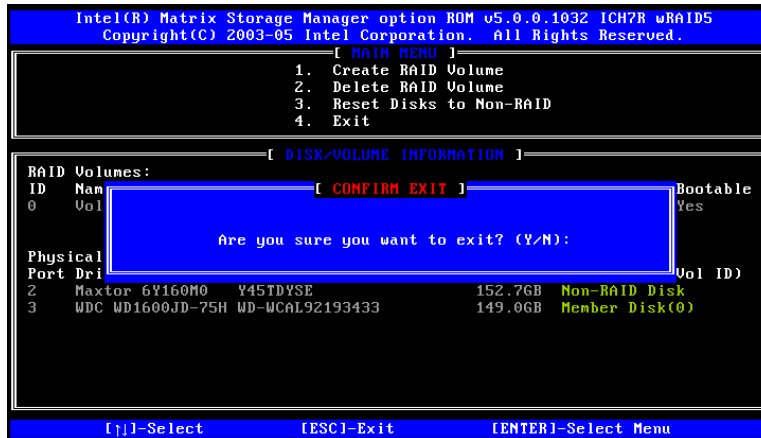 Intel(R) Matrix Storage Manager option ROM v5.0.0.1032 ICH7R wRAID5
Copyright(C) 2003-05 Intel Corporation.  All Rights Reserved.
[ MAIN MENU ]
1.  Create RAID Volume
2.  Delete RAID Volume
3.  Reset Disks to Non-RAID
4.  Exit
[ DISK/VOLUME INFORMATION ]
RAID Volumes:
ID Nam Bootable
0 Vol Yes
[ CONFIRM EXIT ]
Are you sure you want to exit? (Y/N):
Physical
Port Dri Vol ID)
2 Maxtor 6Y160M0 Y45TDYSE 152.7GB Non-RAID Disk
3 WDC WD1600JD-75H WD-WCAL92193433 149.0GB Member Disk(0)
[↑↓]-Select [ESC]-Exit [ENTER]-Select Menu